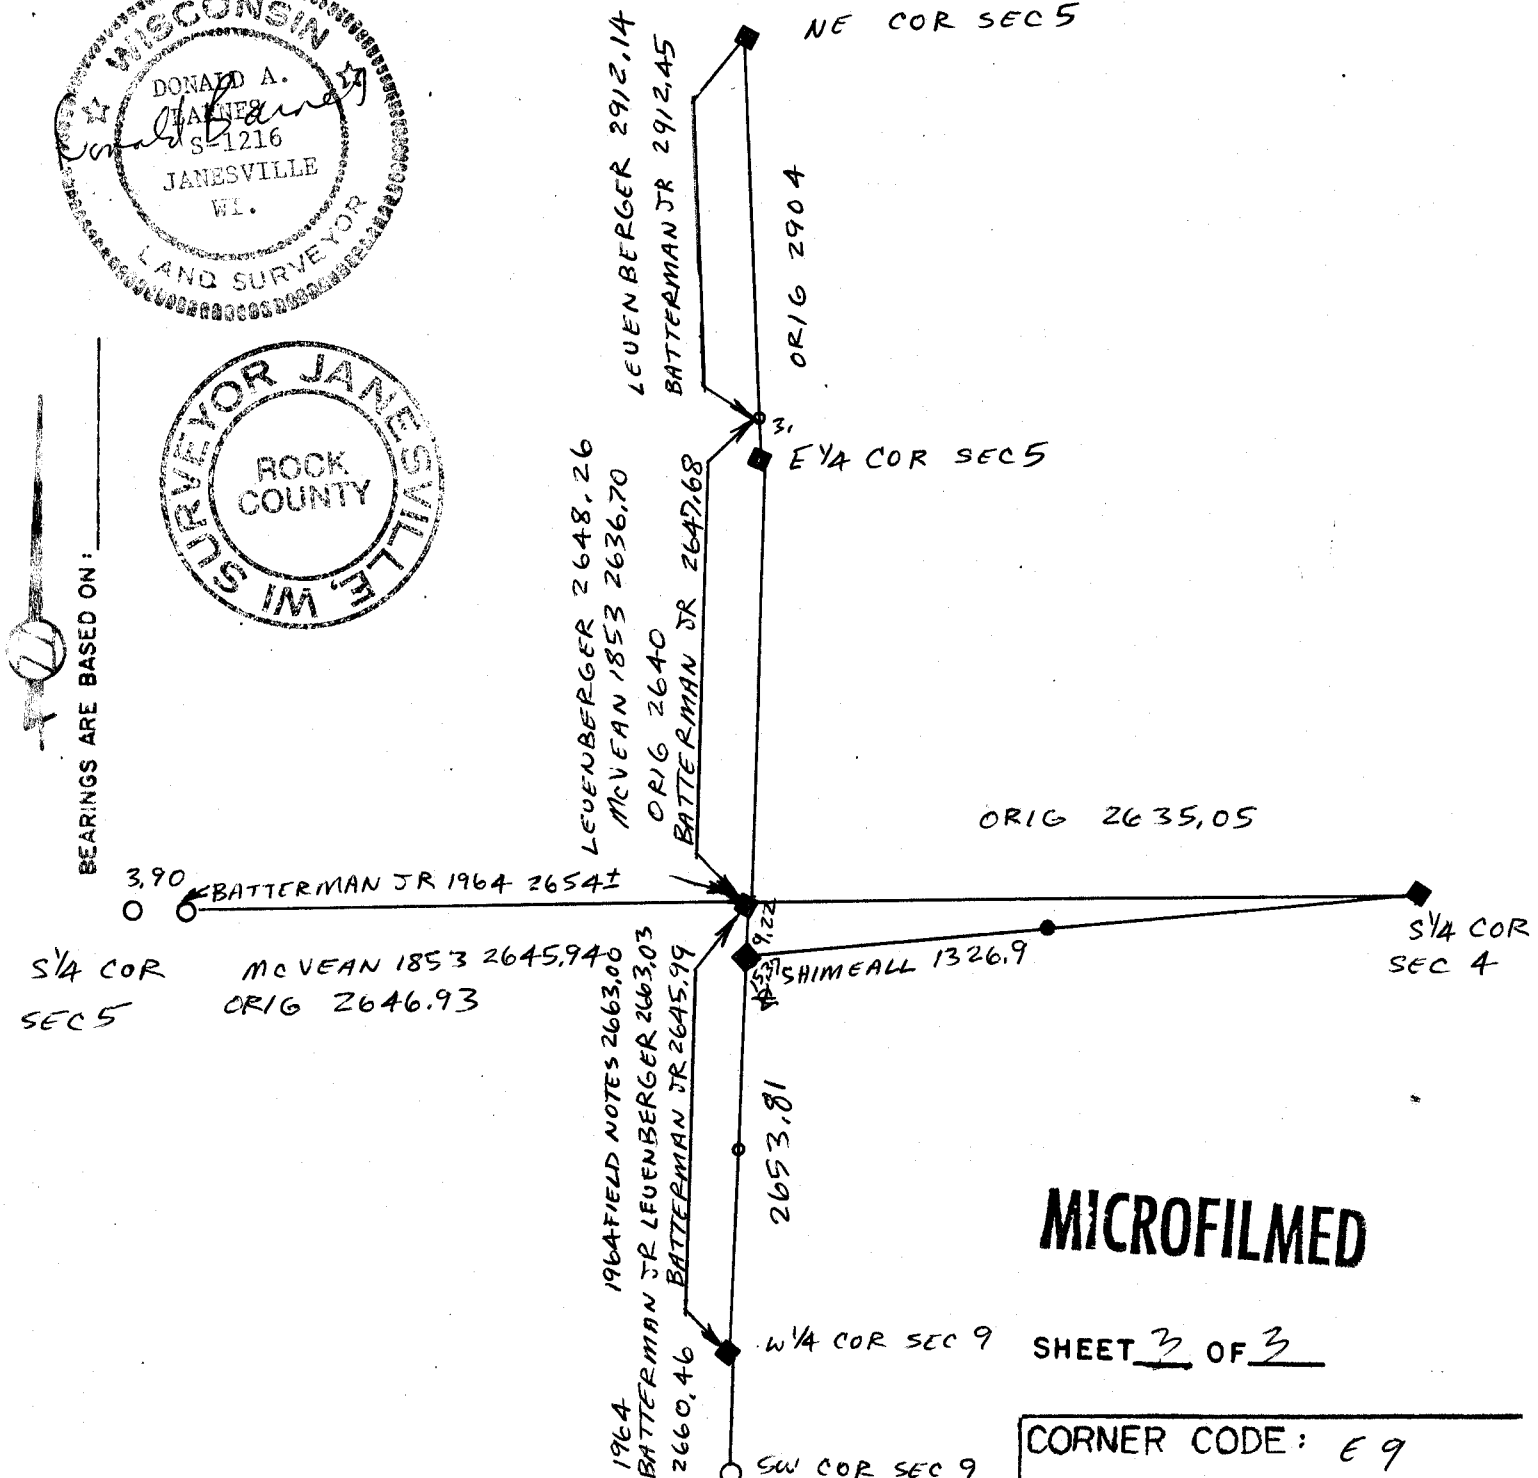 WISCONSIN
DONALD A.
BARNES
S-1216
JANESVILLE
WI.
LAND SURVEYOR
Donald Barnes
SURVEYOR JANESVILLE, WI
ROCK
COUNTY
BEARINGS ARE BASED ON:
NE COR SEC 5
LEUENBERGER 2912.14
BATTERMAN JR 2912.45
ORIG 2904
3.
E 1/4 COR SEC 5
LEUENBERGER 2648.26
McVEAN 1853 2636.70
ORIG 2640
BATTERMAN JR 2647.68
ORIG 2635.05
3.90
BATTERMAN JR 1964 2654±
9.22
S 1/4 COR
SEC 5
McVEAN 1853 2645.94
ORIG 2646.93
SHIMEALL 1326.9
S 1/4 COR
SEC 4
1964 FIELD NOTES 2663.00
1964
BATTERMAN JR LEUENBERGER 2663.03
2660.46 BATTERMAN JR 2645.99
2653.81
MICROFILMED
W 1/4 COR SEC 9
SHEET 3 OF 3
SW COR SEC 9
CORNER CODE: E 9